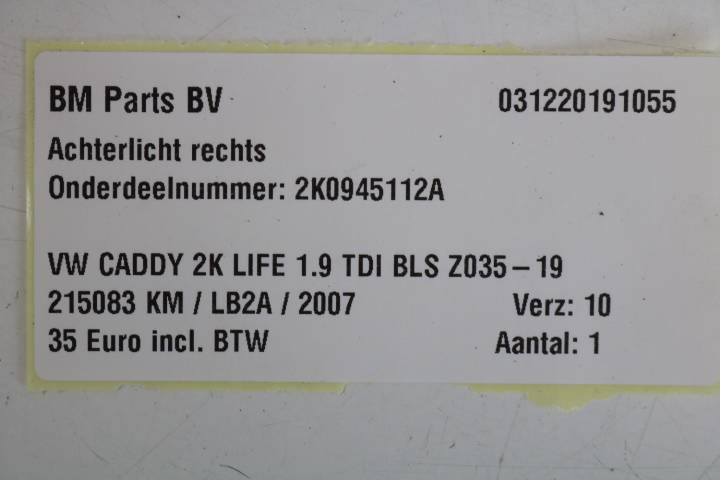 BM Parts BV 031220191055
Achterlicht rechts
Onderdeelnummer: 2K0945112A
VW CADDY 2K LIFE 1.9 TDI BLS Z035-19
215083 KM / LB2A / 2007 Verz: 10
35 Euro incl. BTW Aantal: 1